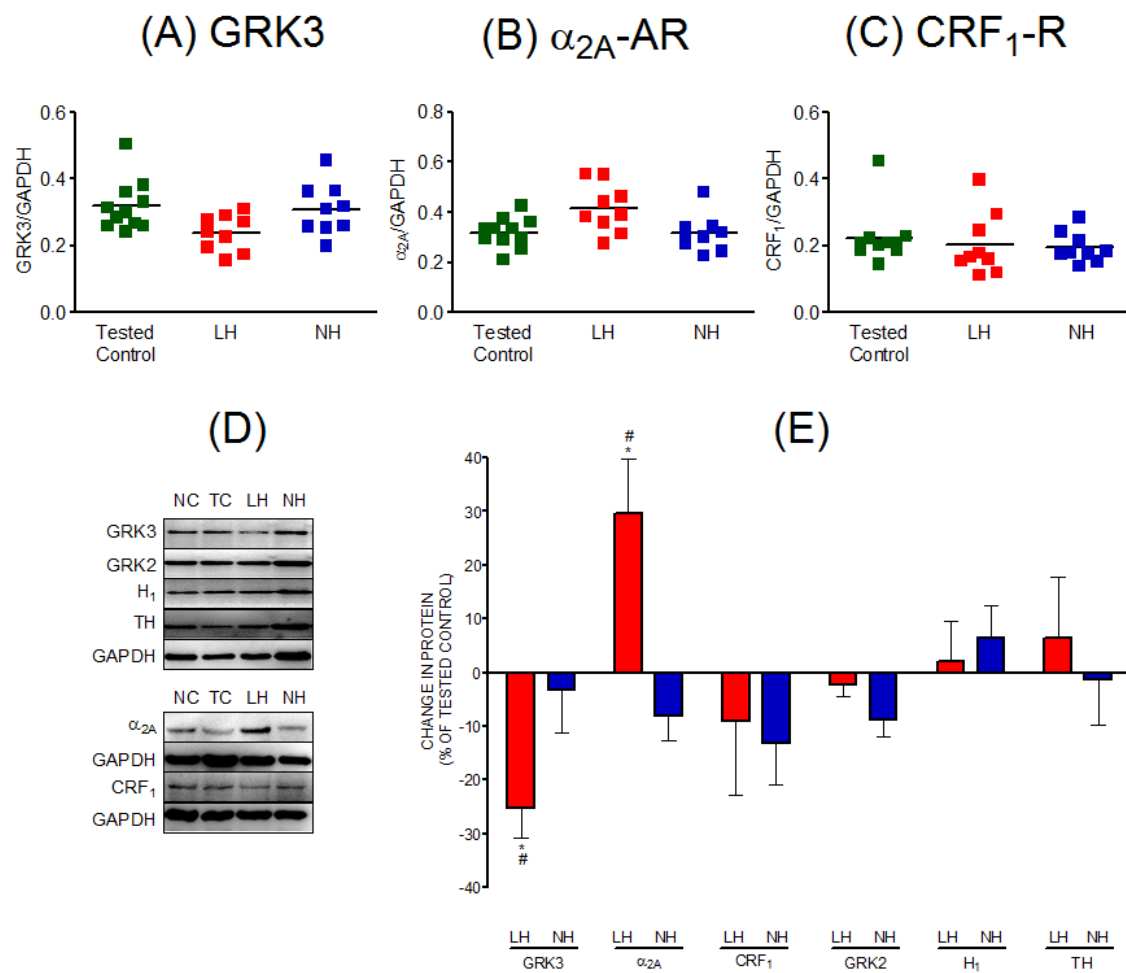 (A) GRK3
(B) α2A-AR
(C) CRF1-R
GRK3/GAPDH
0.6
0.4
0.2
0.0
Tested
Control
LH
NH
α2A/GAPDH
0.8
0.6
0.4
0.2
0.0
Tested
Control
LH
NH
CRF1/GAPDH
0.6
0.4
0.2
0.0
Tested
Control
LH
NH
(D)
NC TC LH NH
GRK3
GRK2
H1
TH
GAPDH
NC TC LH NH
α2A
GAPDH
CRF1
GAPDH
(E)
CHANGE IN PROTEIN
(% OF TESTED CONTROL)
40
30
20
10
0
-10
-20
-30
-40
#
*
*
#
LH NH LH NH LH NH LH NH LH NH LH NH
GRK3 α2A CRF1 GRK2 H1 TH